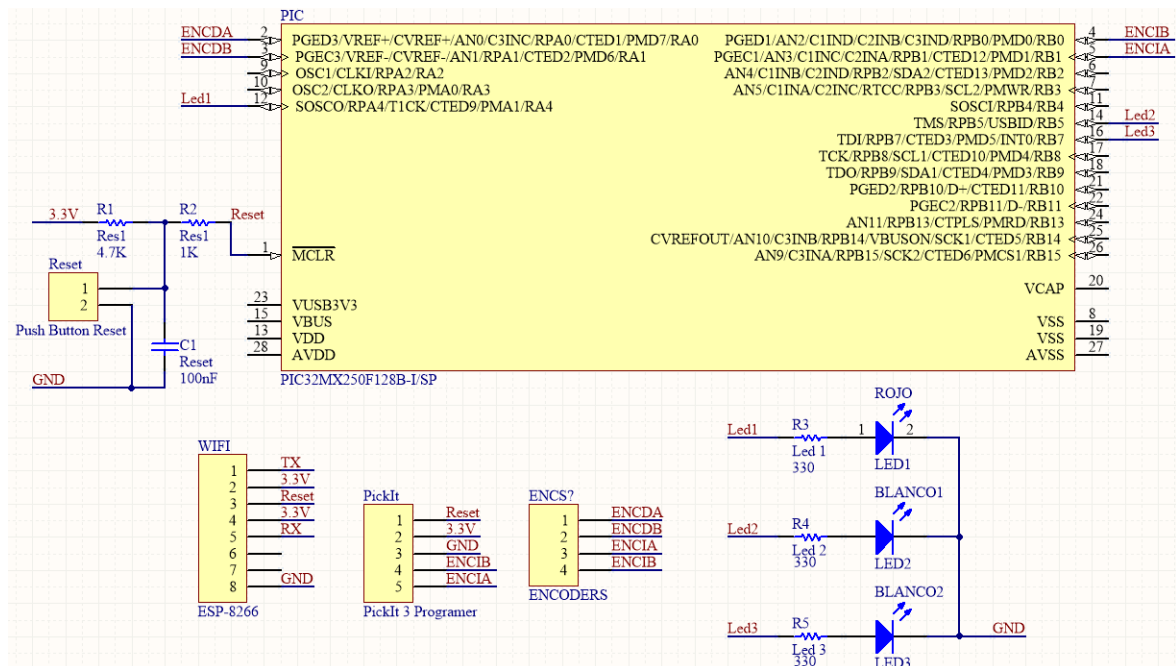 PIC
ENCDA 2 PGED3/VREF+/CVREF+/AN0/C3INC/RPA0/CTED1/PMD7/RA0
ENCDB 3 PGEC3/VREF-/CVREF-/AN1/RPA1/CTED2/PMD6/RA1
9 OSC1/CLKI/RPA2/RA2
10 OSC2/CLKO/RPA3/PMA0/RA3
Led1 12 SOSCO/RPA4/T1CK/CTED9/PMA1/RA4
PGED1/AN2/C1IND/C2INB/C3IND/RPB0/PMD0/RB0 4 ENCIB
PGEC1/AN3/C1INC/C2INA/RPB1/CTED12/PMD1/RB1 5 ENCIA
AN4/C1INB/C2IND/RPB2/SDA2/CTED13/PMD2/RB2 6
AN5/C1INA/C2INC/RTCC/RPB3/SCL2/PMWR/RB3 7
SOSCI/RPB4/RB4 11
TMS/RPB5/USBID/RB5 14 Led2
TDI/RPB7/CTED3/PMD5/INT0/RB7 16 Led3
TCK/RPB8/SCL1/CTED10/PMD4/RB8 17
TDO/RPB9/SDA1/CTED4/PMD3/RB9 18
PGED2/RPB10/D+/CTED11/RB10 21
PGEC2/RPB11/D-/RB11 22
AN11/RPB13/CTPLS/PMRD/RB13 24
CVREFOUT/AN10/C3INB/RPB14/VBUSON/SCK1/CTED5/RB14 25
AN9/C3INA/RPB15/SCK2/CTED6/PMCS1/RB15 26
3.3V R1 R2 Reset
Res1 Res1
4.7K 1K
1 MCLR
Reset
1
2
Push Button Reset
C1
Reset
100nF
GND
23 VUSB3V3
15 VBUS
13 VDD
28 AVDD
VCAP 20
VSS 8
VSS 19
AVSS 27
PIC32MX250F128B-I/SP
WIFI
1 TX
2 3.3V
3 Reset
4 3.3V
5 RX
6
7
8 GND
ESP-8266
PickIt
1 Reset
2 3.3V
3 GND
4 ENCIB
5 ENCIA
PickIt 3 Programer
ENCS?
1 ENCDA
2 ENCDB
3 ENCIA
4 ENCIB
ENCODERS
ROJO
Led1 R3 1 2
Led 1
330 LED1
BLANCO1
Led2 R4
Led 2
330 LED2
BLANCO2
Led3 R5 GND
Led 3
330 LED3